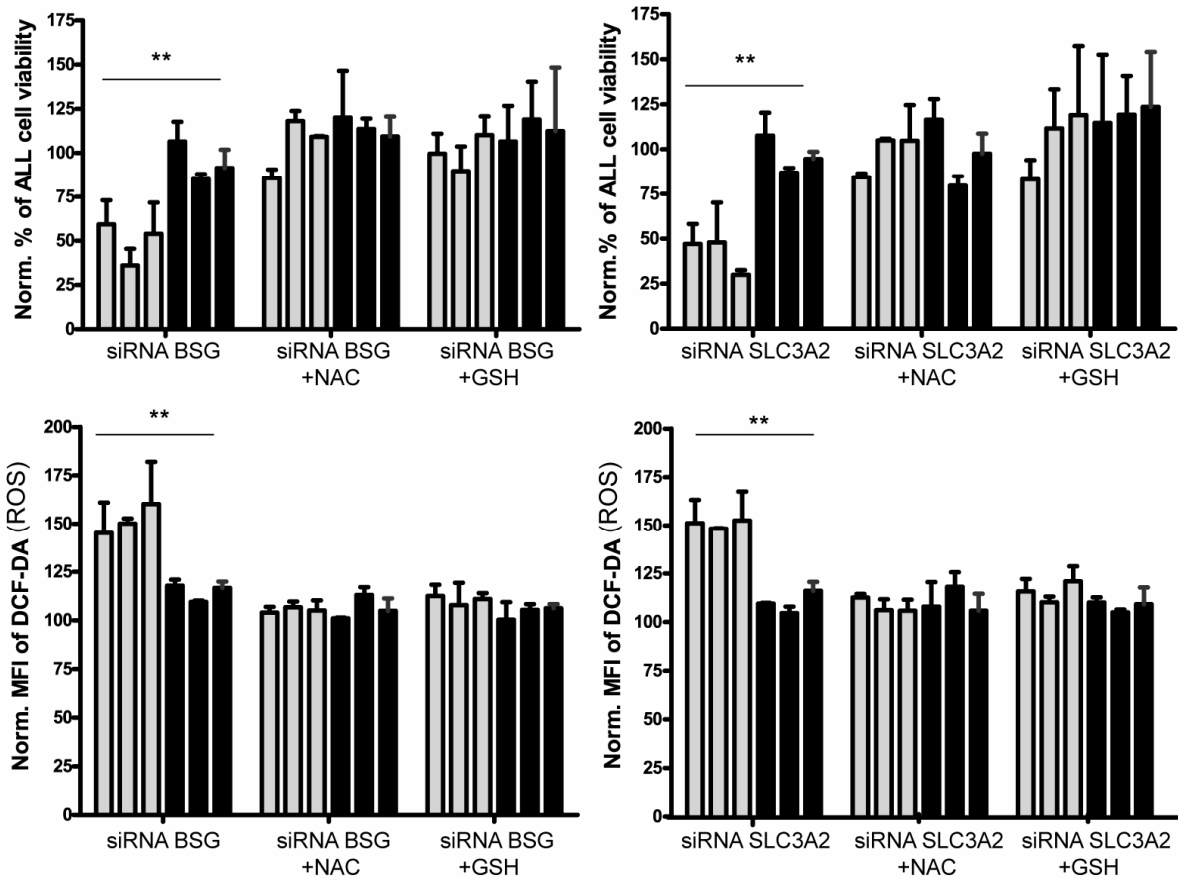 Norm. % of ALL cell viability
175
150
125
100
75
50
25
0
**
siRNA BSG
siRNA BSG
+NAC
siRNA BSG
+GSH
Norm.% of ALL cell viability
175
150
125
100
75
50
25
0
**
siRNA SLC3A2
siRNA SLC3A2
+NAC
siRNA SLC3A2
+GSH
Norm. MFI of DCF-DA (ROS)
200
175
150
125
100
75
50
25
0
**
siRNA BSG
siRNA BSG
+NAC
siRNA BSG
+GSH
Norm. MFI of DCF-DA (ROS)
200
175
150
125
100
75
50
25
0
**
siRNA SLC3A2
siRNA SLC3A2
+NAC
siRNA SLC3A2
+GSH